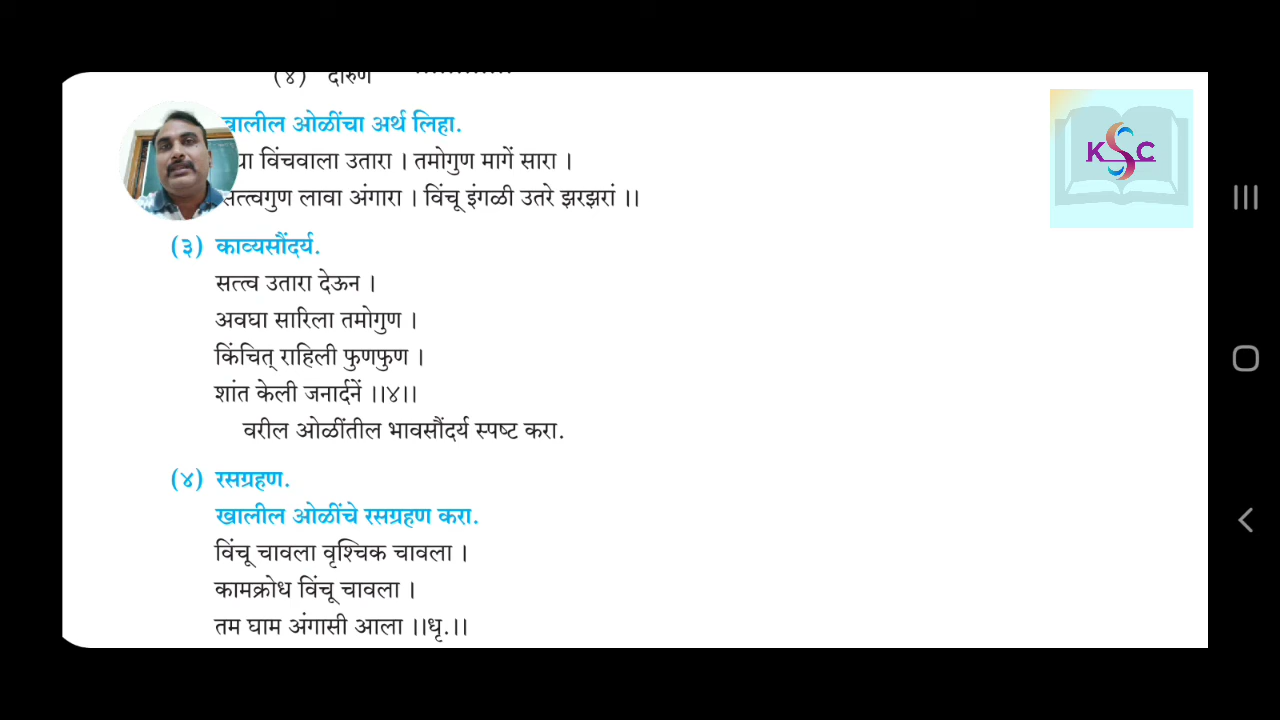 (४) दारुण ............
खालील ओळींचा अर्थ लिहा.
विंचवाला उतारा । तमोगुण मागें सारा ।
सत्त्वगुण लावा अंगारा । विंचू इंगळी उतरे झरझरां ।।
(३) काव्यसौंदर्य.
सत्त्व उतारा देऊन ।
अवघा सारिला तमोगुण ।
किंचित् राहिली फुणफुण ।
शांत केली जनार्दनें ।।४।।
वरील ओळींतील भावसौंदर्य स्पष्ट करा.
(४) रसग्रहण.
खालील ओळींचे रसग्रहण करा.
विंचू चावला वृश्चिक चावला ।
कामक्रोध विंचू चावला ।
तम घाम अंगासी आला ।।धृ.।।
KSC